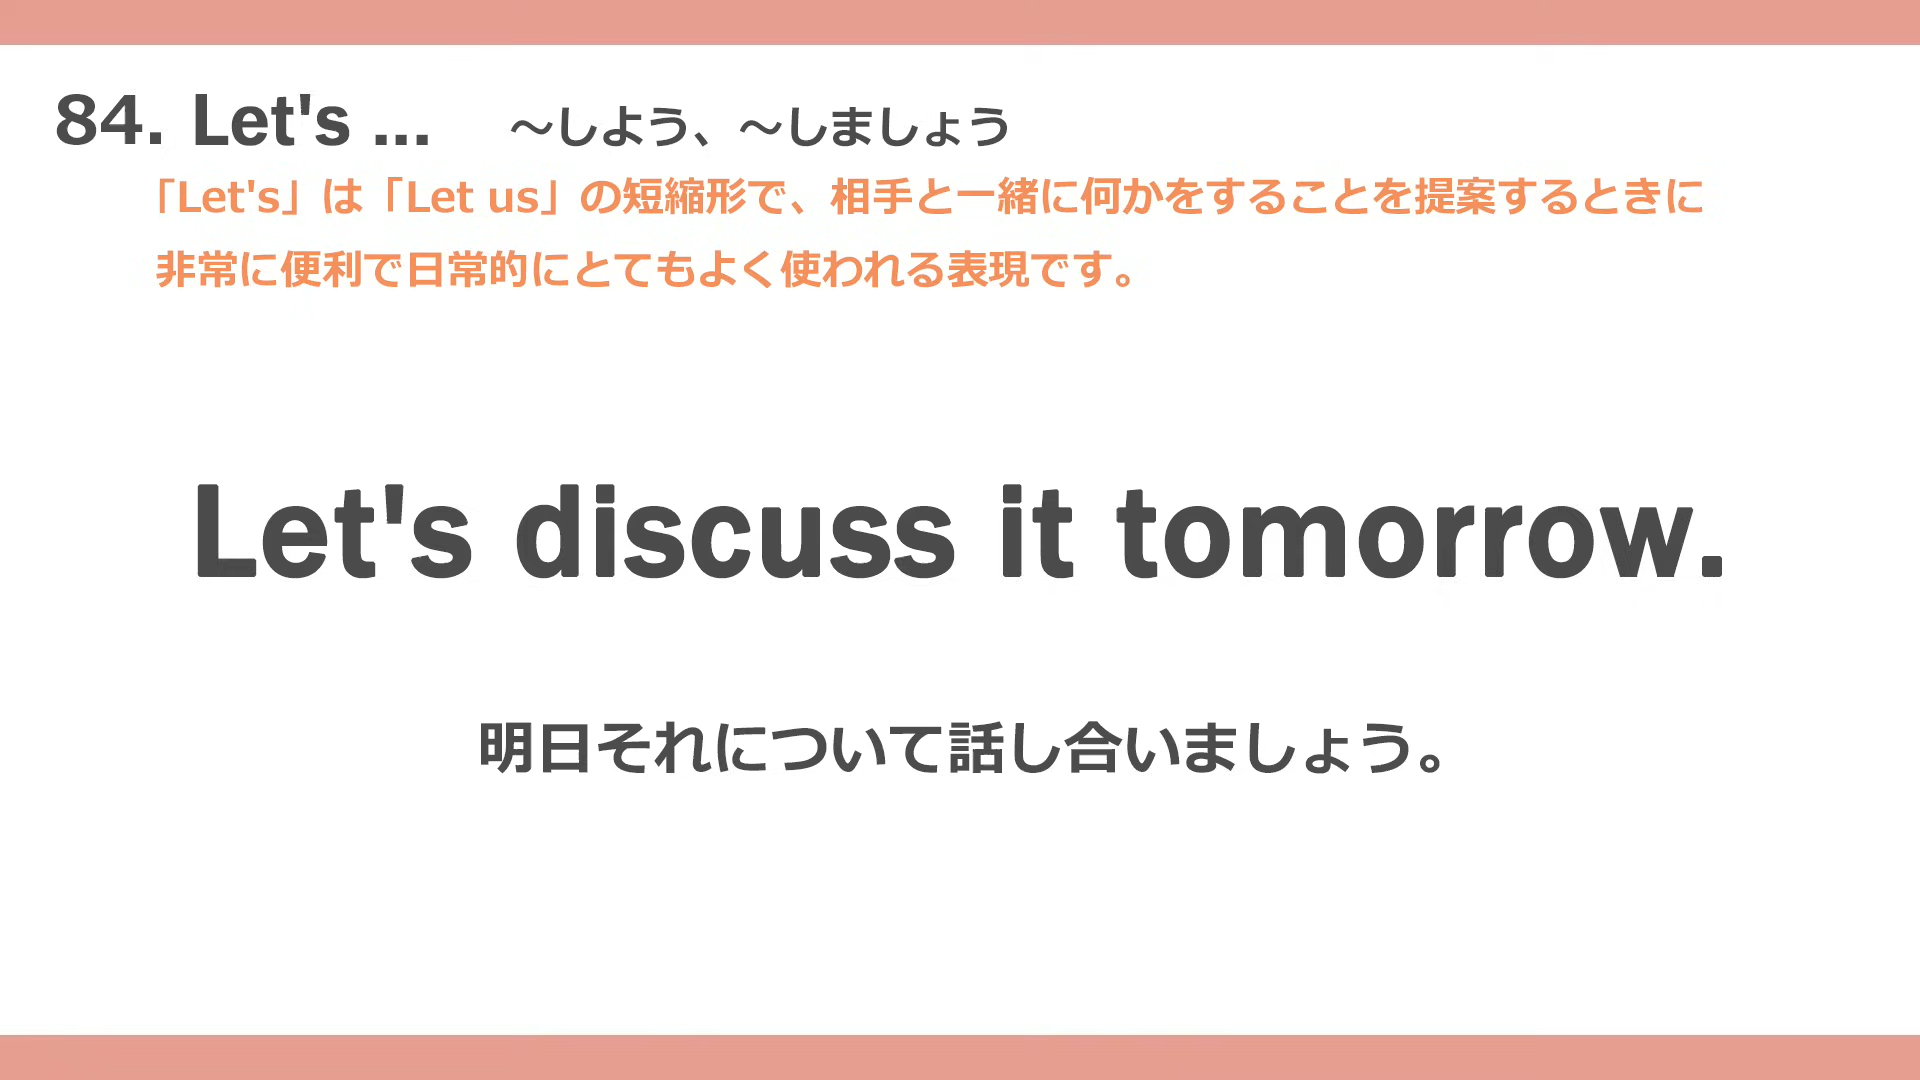 84. Let's ... ～しよう、～しましょう
「Let's」は「Let us」の短縮形で、相手と一緒に何かをすることを提案するときに
非常に便利で日常的にとてもよく使われる表現です。
Let's discuss it tomorrow.
明日それについて話し合いましょう。